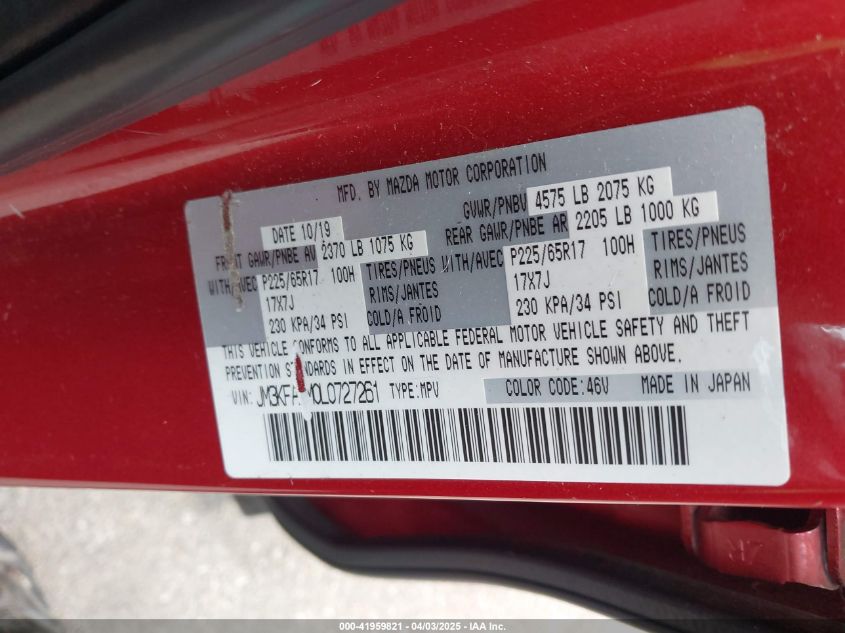 MFD. BY MAZDA MOTOR CORPORATION
DATE 10/19 GVWR/PNBV 4575 LB 2075 KG
FRONT GAWR/PNBE AV 2370 LB 1075 KG REAR GAWR/PNBE AR 2205 LB 1000 KG
WITH/AVEC P225/65R17 100H TIRES/PNEUS WITH/AVEC P225/65R17 100H TIRES/PNEUS
17X7J RIMS/JANTES 17X7J RIMS/JANTES
230 KPA/34 PSI COLD/A FROID 230 KPA/34 PSI COLD/A FROID
THIS VEHICLE CONFORMS TO ALL APPLICABLE FEDERAL MOTOR VEHICLE SAFETY AND THEFT
PREVENTION STANDARDS IN EFFECT ON THE DATE OF MANUFACTURE SHOWN ABOVE.
VIN: TYPE:MPV COLOR CODE:46V MADE IN JAPAN
000-41959821 - 04/03/2025 - IAA Inc.